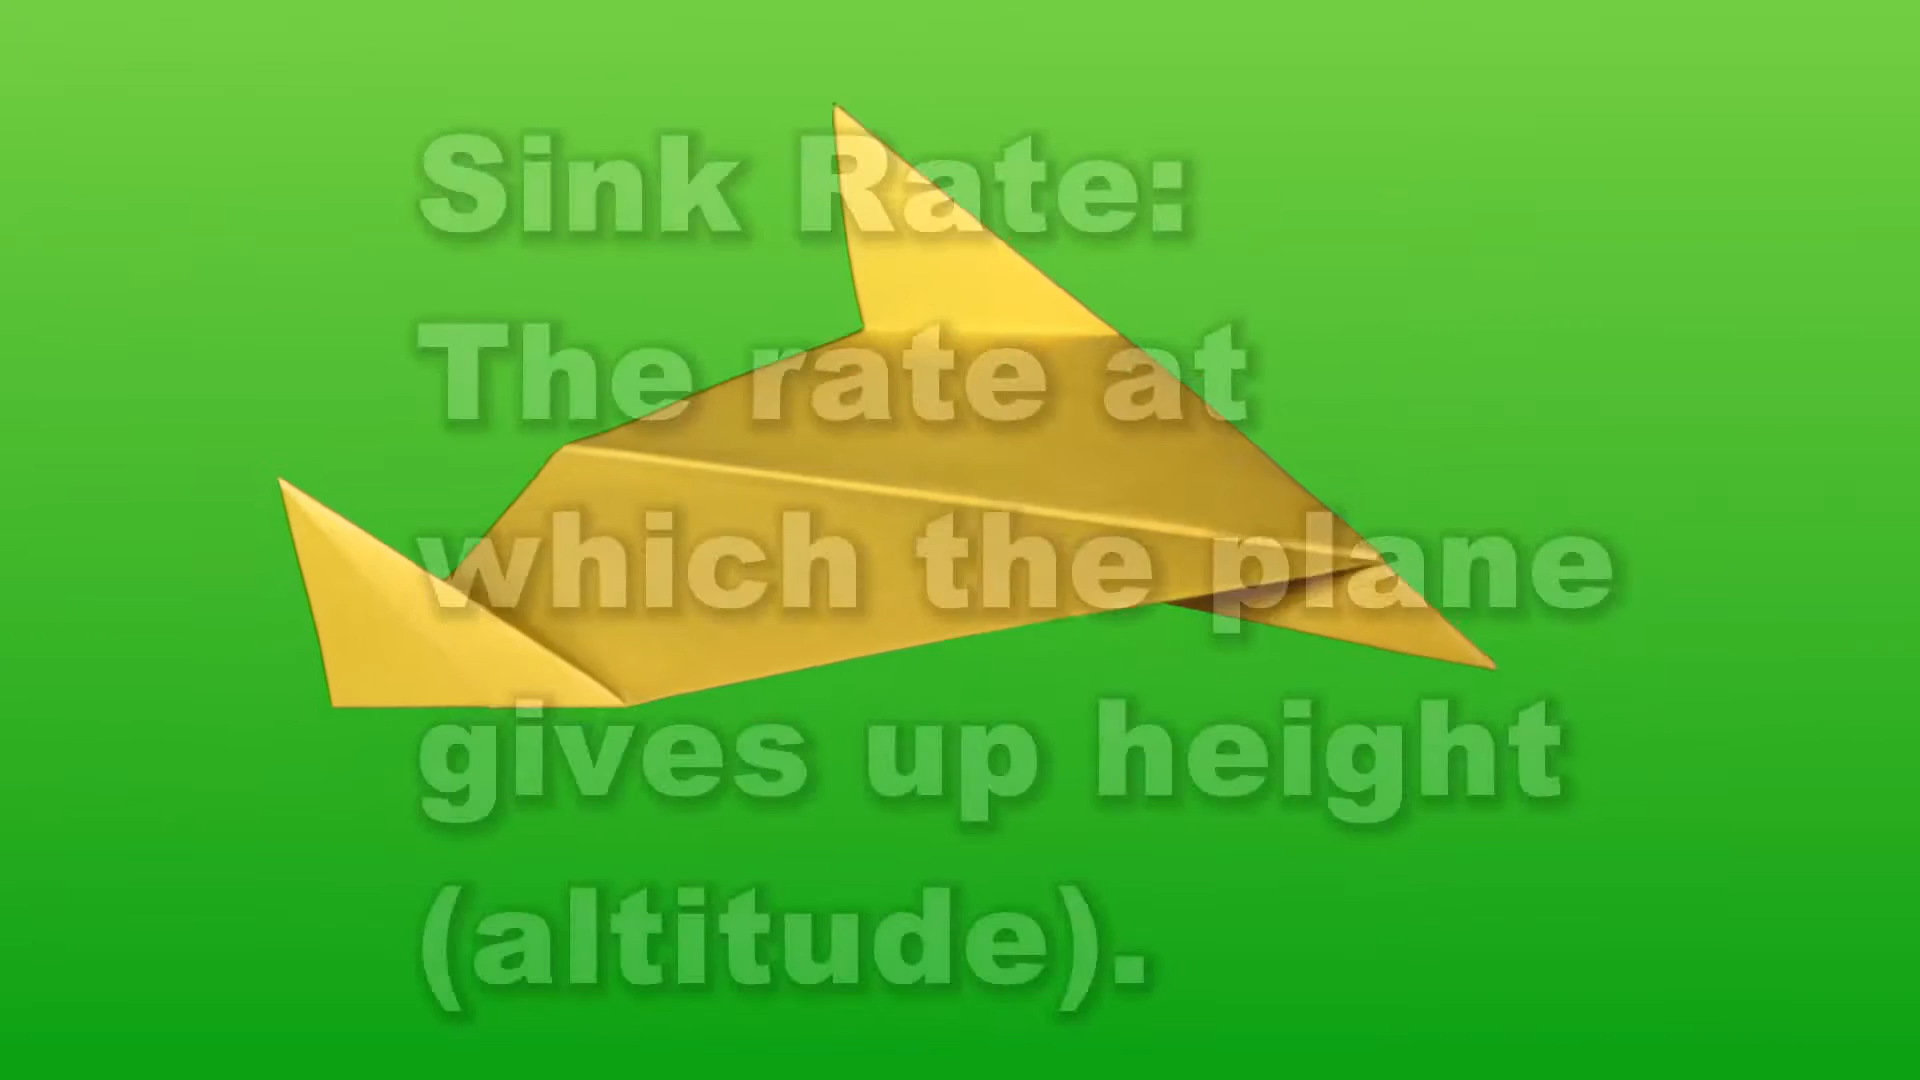 Sink Rate:
The rate at
which the plane
gives up height
(altitude).